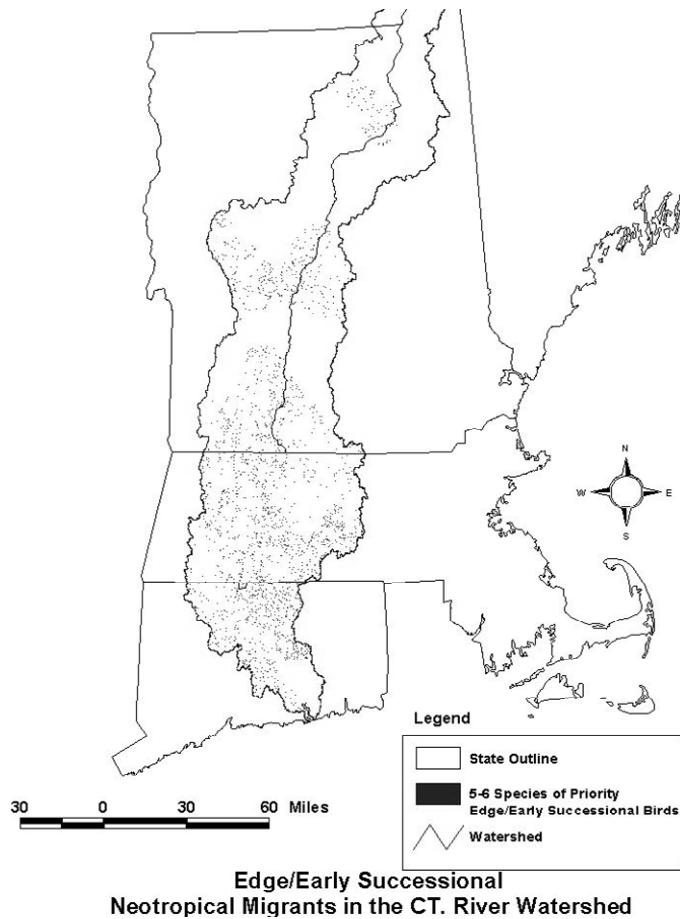 N
W E
S
Legend
State Outline
5-6 Species of Priority
Edge/Early Successional Birds
Watershed
30 0 30 60 Miles
Edge/Early Successional
Neotropical Migrants in the CT. River Watershed